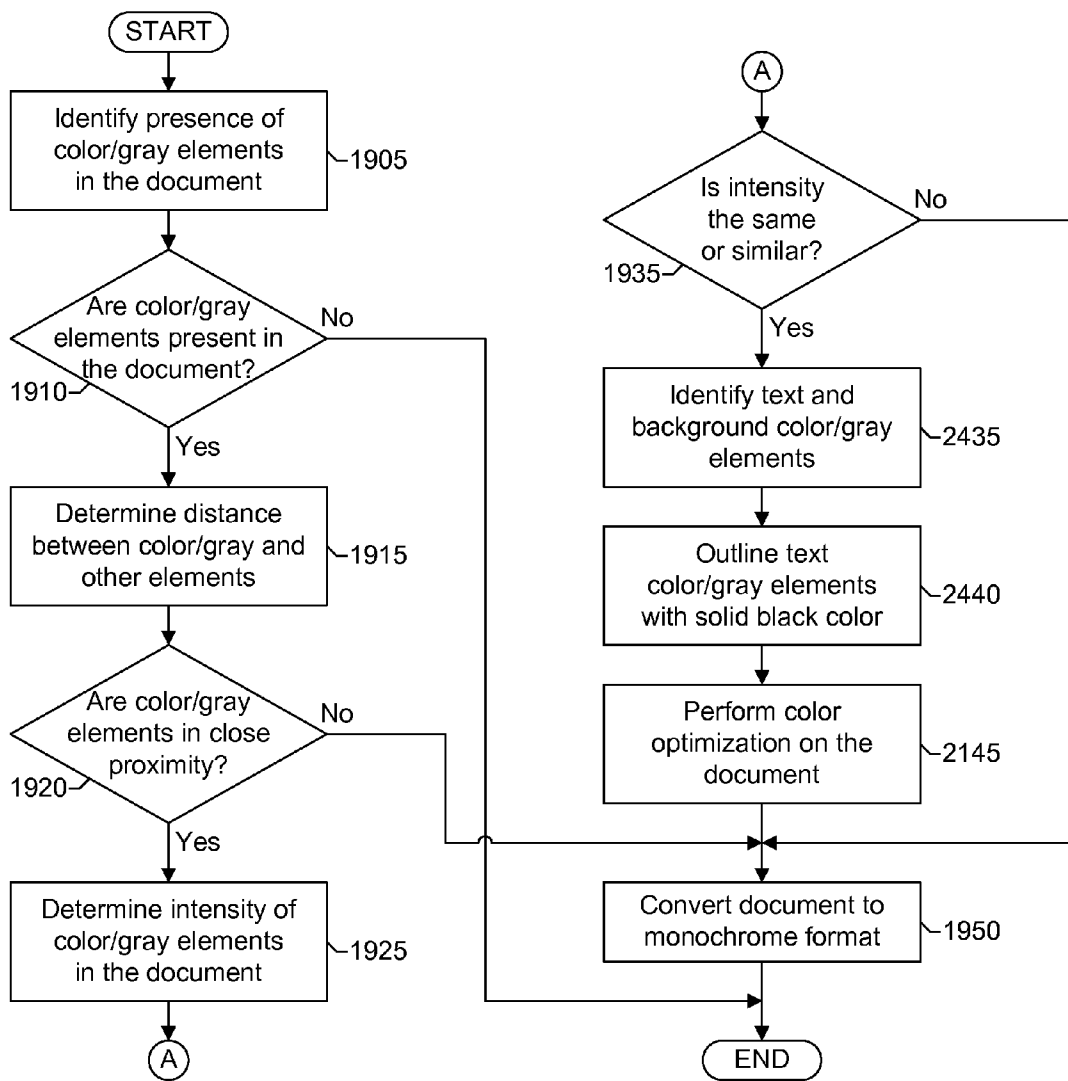 START
Identify presence of
color/gray elements
in the document
1905
Are color/gray
elements present in
the document?
1910
No
Yes
Determine distance
between color/gray and
other elements
1915
Are color/gray
elements in close
proximity?
1920
No
Yes
Determine intensity of
color/gray elements
in the document
1925
A
A
Is intensity
the same
or similar?
1935
No
Yes
Identify text and
background color/gray
elements
2435
Outline text
color/gray elements
with solid black color
2440
Perform color
optimization on the
document
2145
Convert document to
monochrome format
1950
END